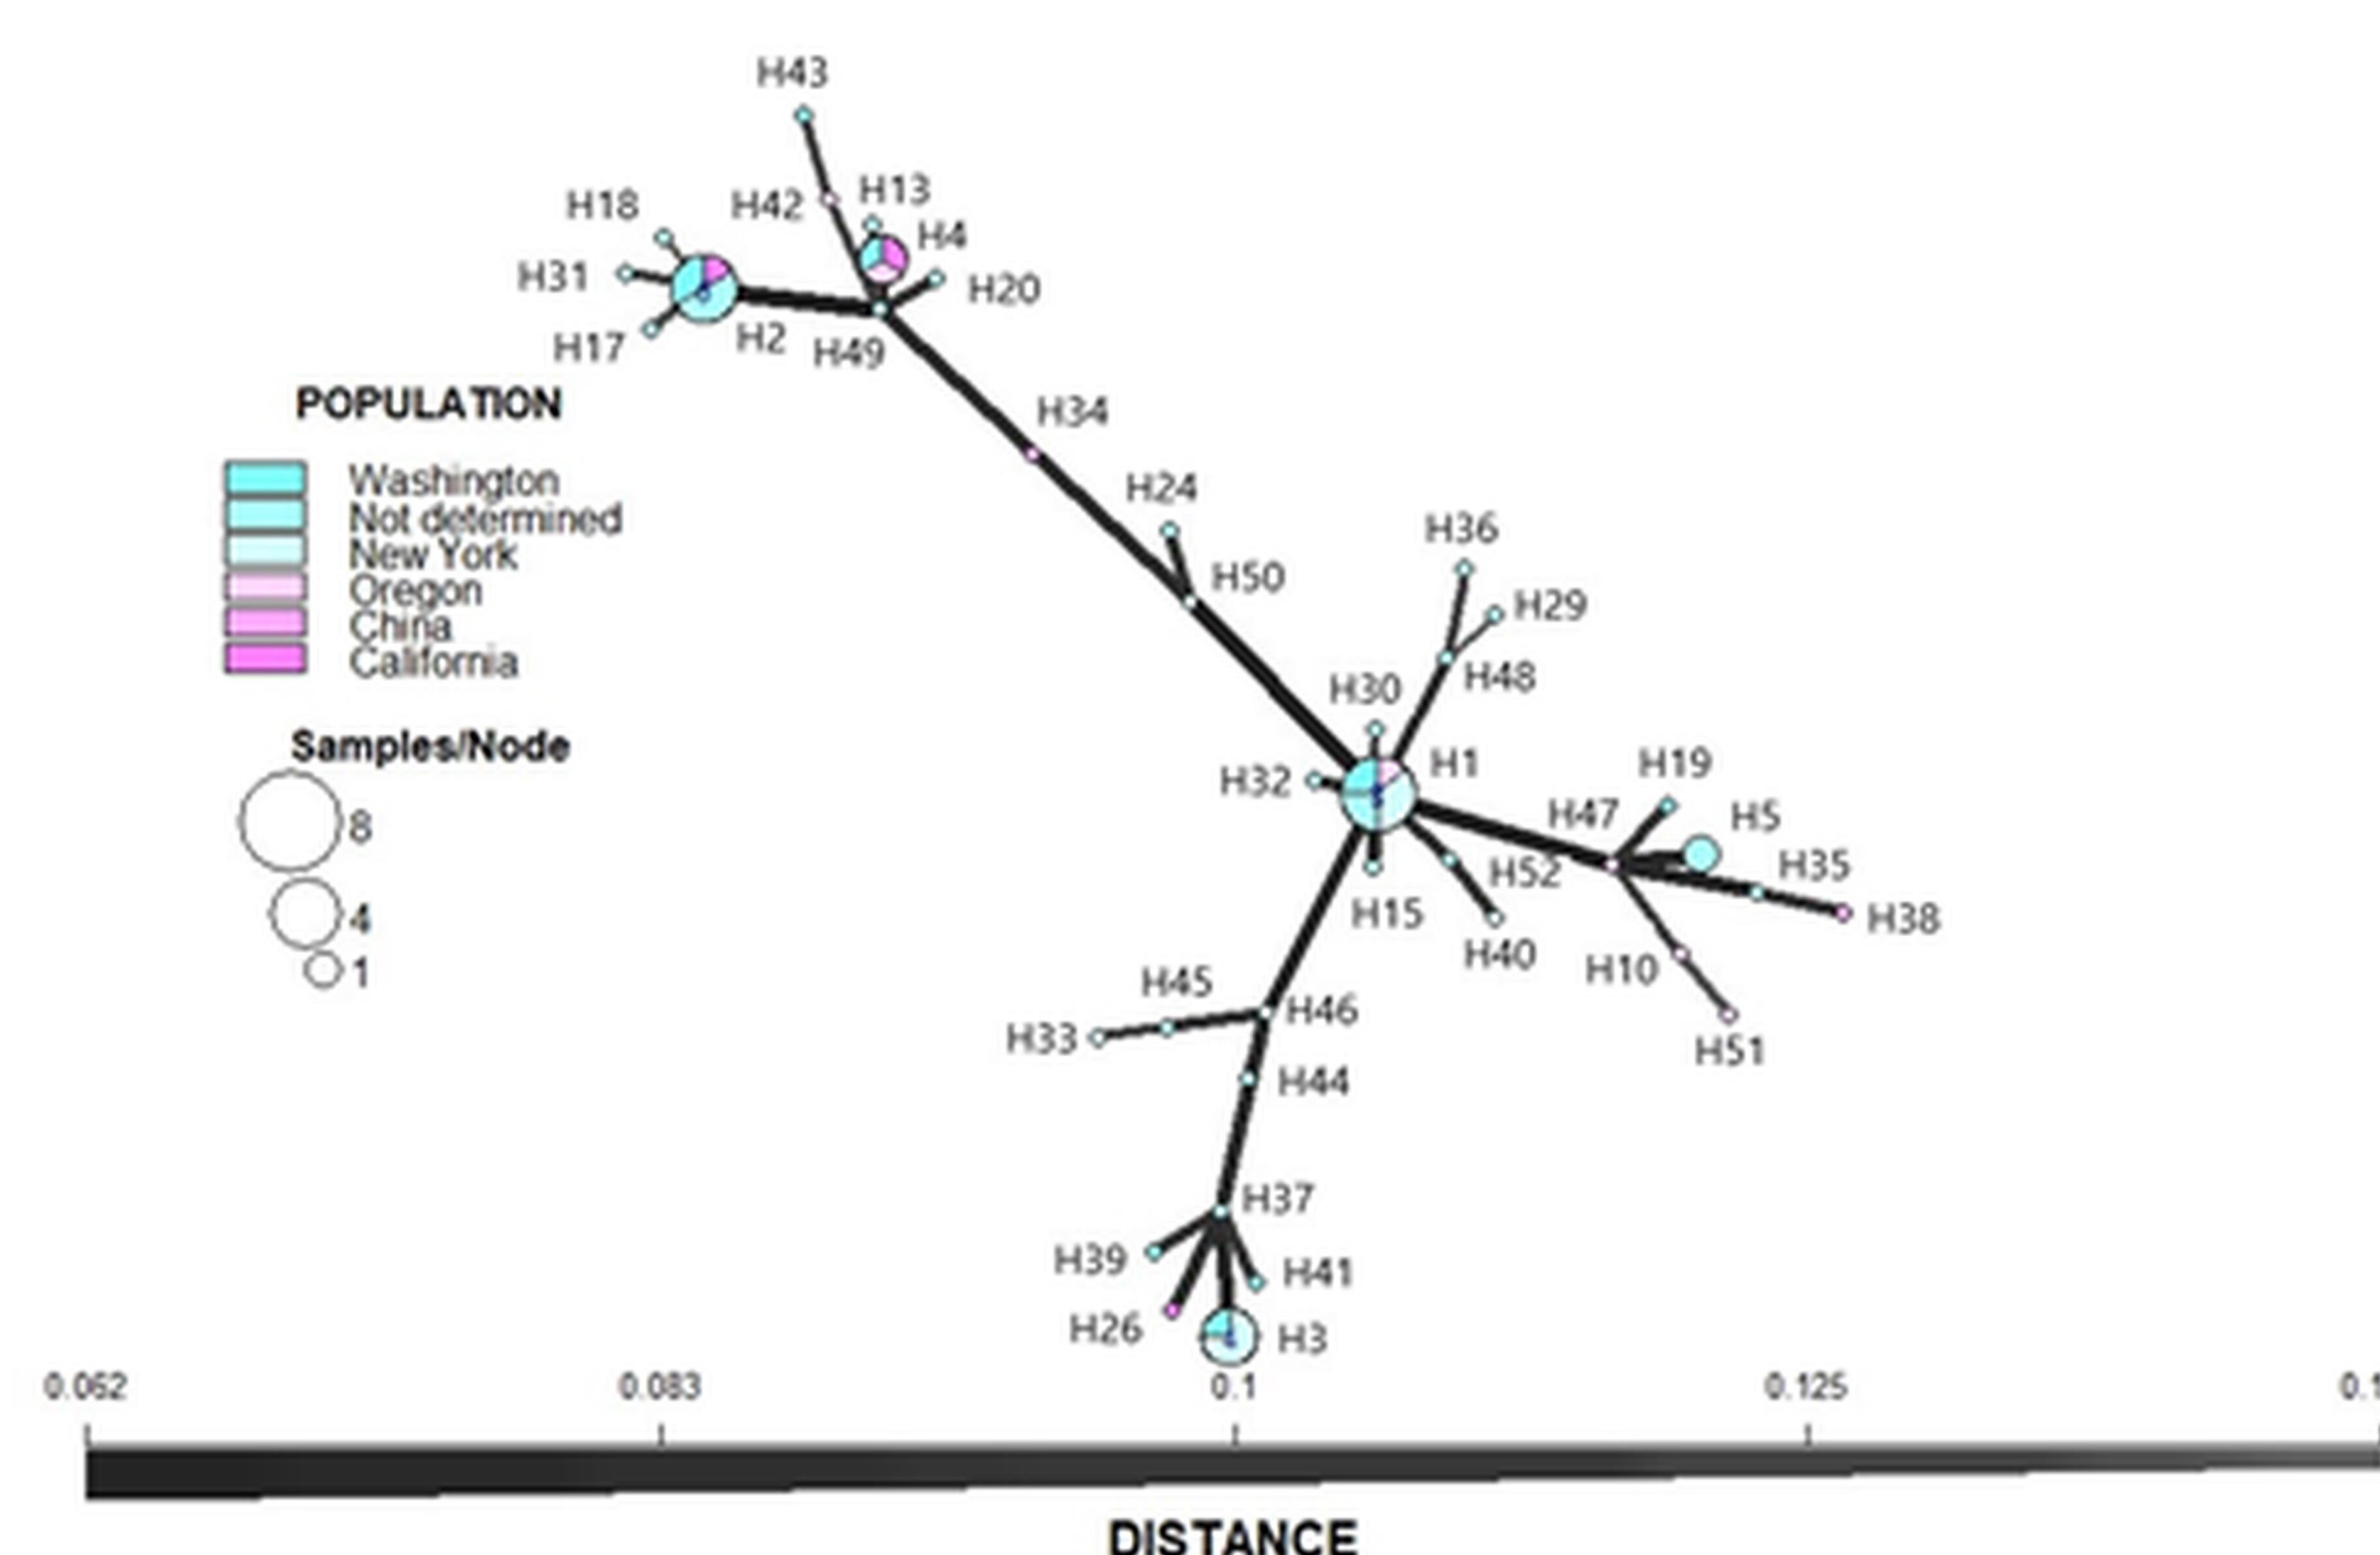 H43
H13
H18
H42
H4
H31
H20
H2
H17
H49
POPULATION
H34
Washington
Not determined
New York
Oregon
China
California
H24
H36
H50
H29
H48
H30
Samples/Node
8
4
1
H32
H1
H19
H47
H5
H52
H35
H15
H38
H40
H10
H45
H46
H33
H51
H44
H37
H39
H41
H26
H3
0.062
0.083
0.1
0.125
DISTANCE